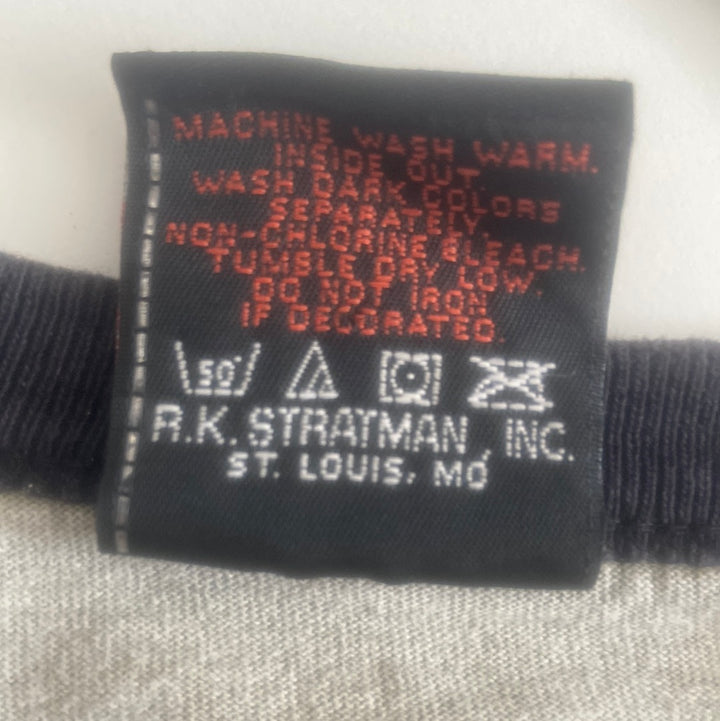 MACHINE WASH WARM.
INSIDE OUT.
WASH DARK COLORS
SEPARATELY.
NON-CHLORINE BLEACH.
TUMBLE DRY LOW.
DO NOT IRON
IF DECORATED.
50°
R.K. STRATMAN, INC.
ST. LOUIS, MO